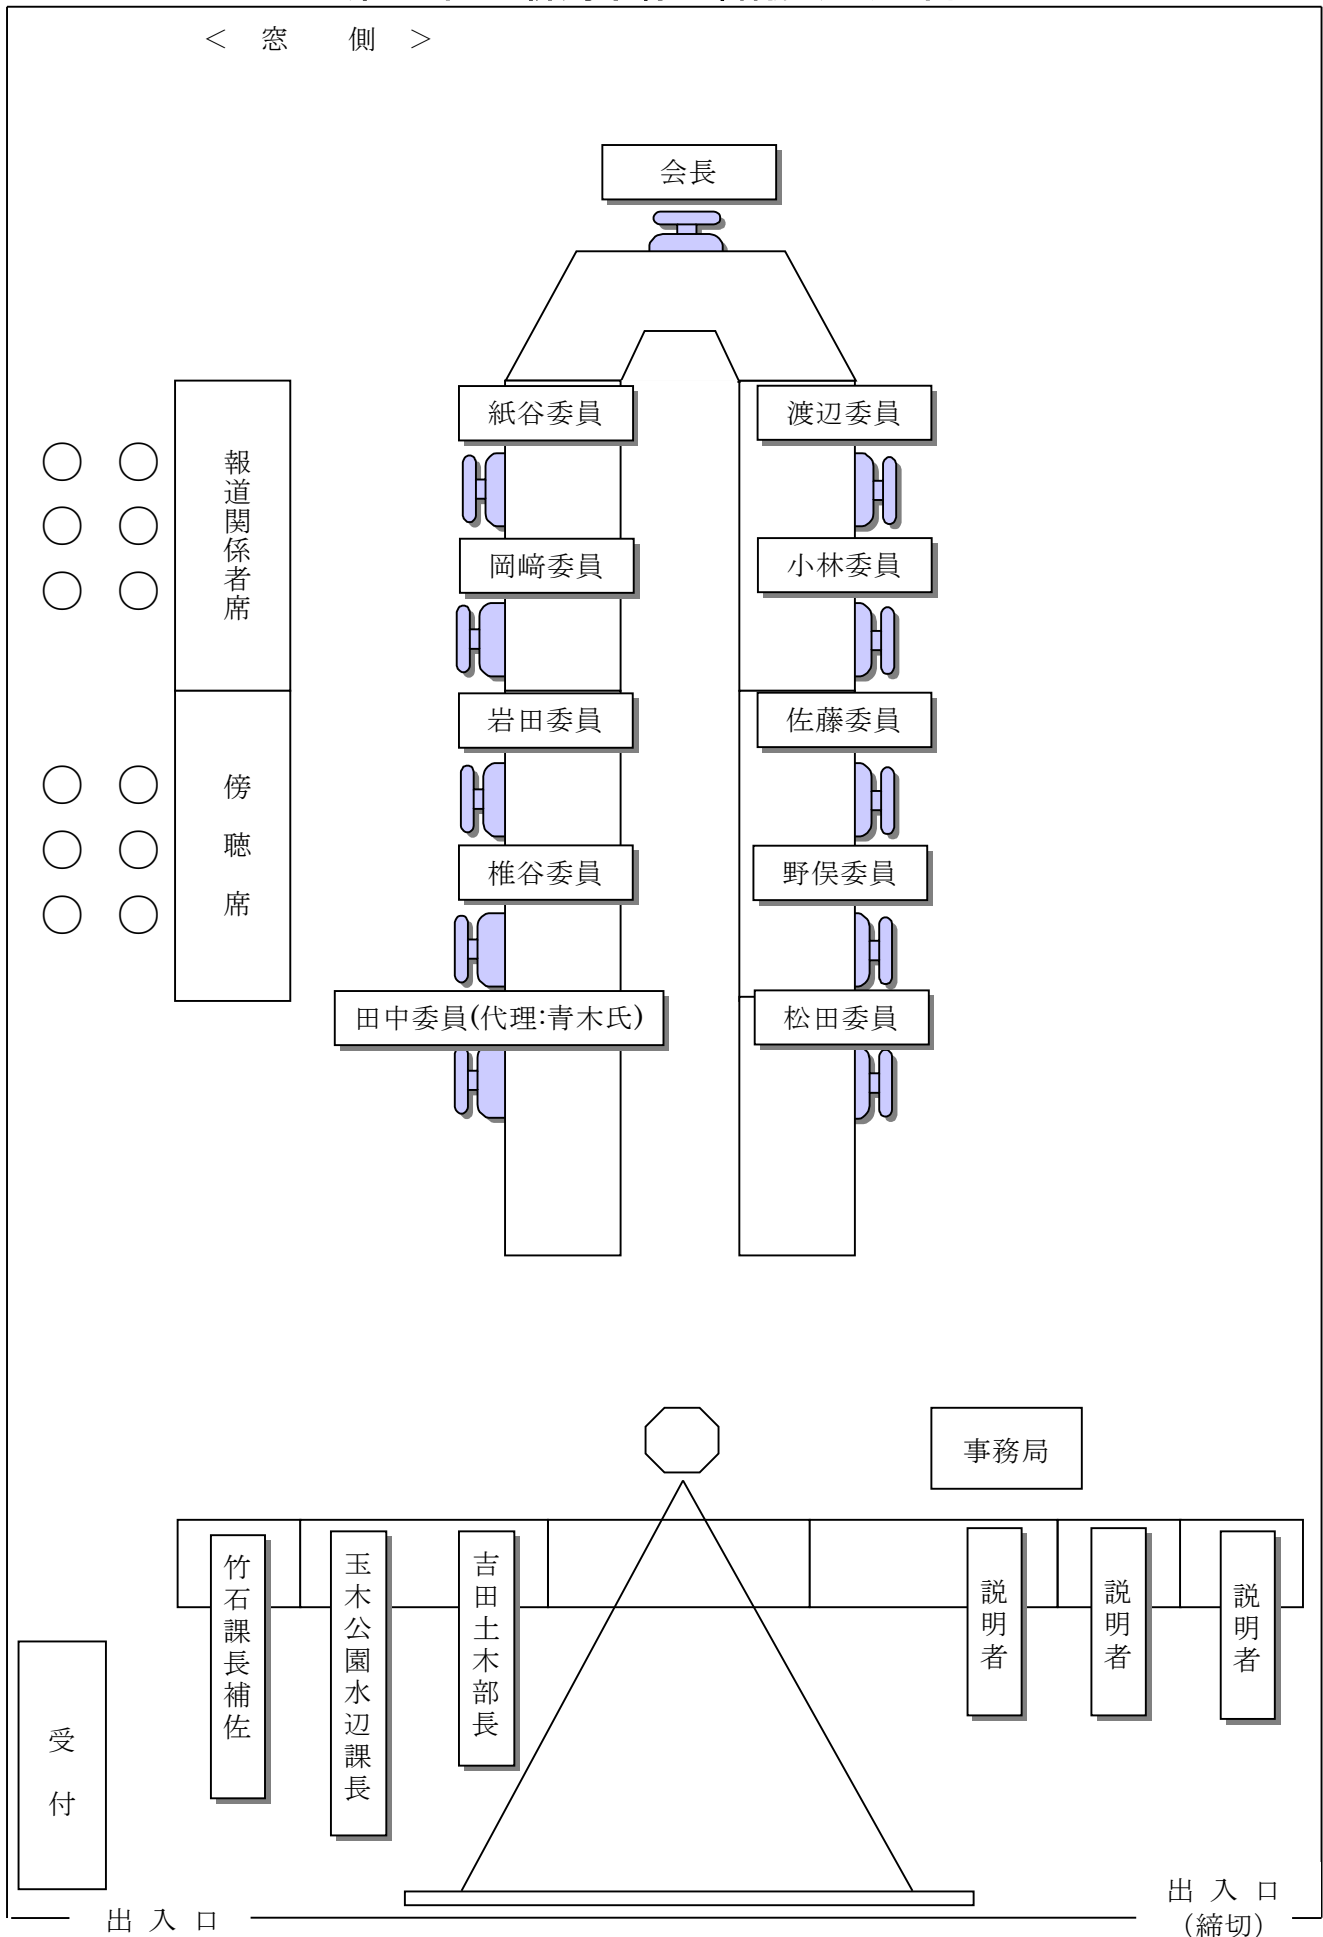 ＜　窓　　側　＞
会長
紙谷委員
渡辺委員
報道関係者席
岡﨑委員
小林委員
岩田委員
佐藤委員
傍聴席
椎谷委員
野俣委員
田中委員(代理:青木氏)
松田委員
事務局
竹石課長補佐
玉木公園水辺課長
吉田土木部長
説明者
説明者
説明者
受付
出入口
出入口
（締切）